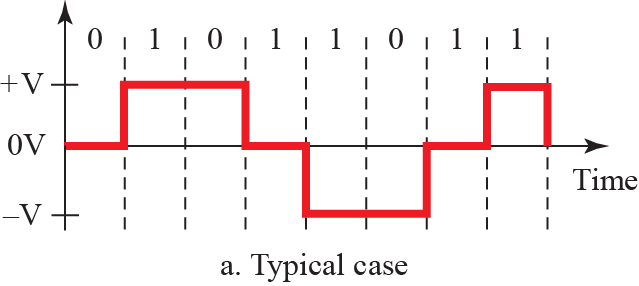 0 1 0 1 1 0 1 1
+V
0V
Time
–V
a. Typical case